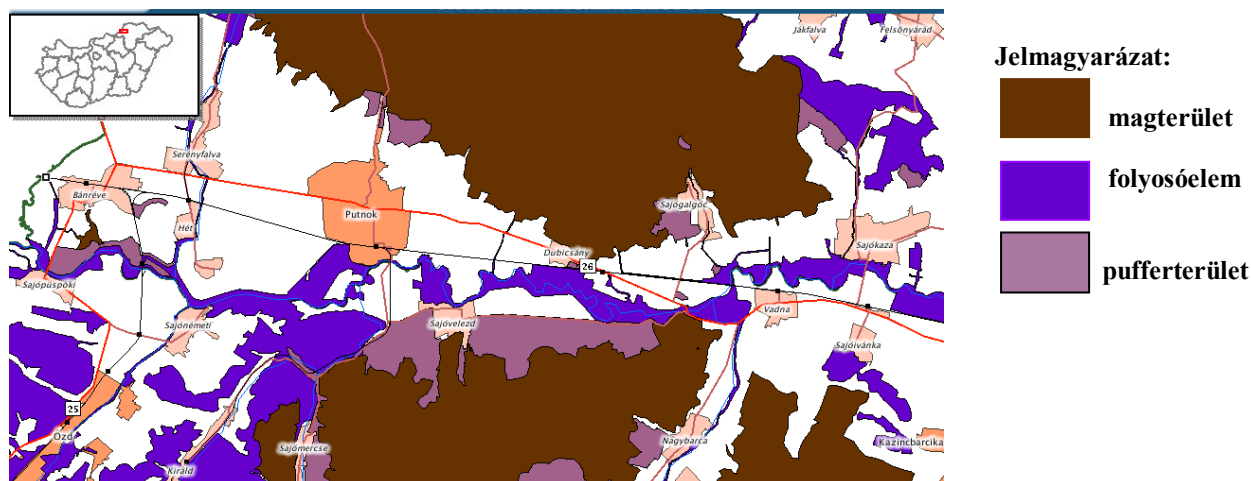 Jákfalva
Felsőnyárád
Jelmagyarázat:
magterület
Serényfalva
folyosóelem
Bánréve
Putnok
Sajógalgóc
Hét
Sajókaza
Dubicsány
26
pufferterület
Sajópüspöki
Vadna
Sajónémeti
Sajóvelezd
Sajóivánka
25
Ózd
Nagybarca
Kazincbarcika
Sajómercse
Királd